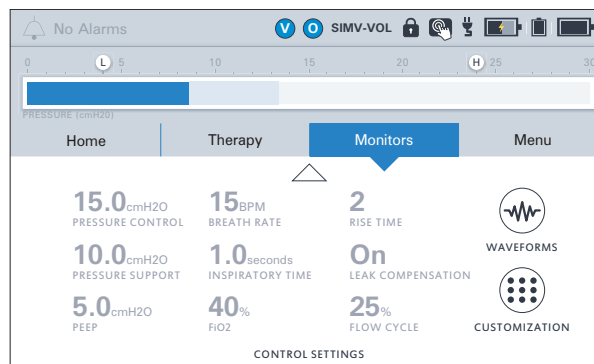 No Alarms V O SIMV-VOL
0 L 5 10 15 20 H 25 30
PRESSURE (cmH20)
Home Therapy Monitors Menu
15.0cmH2O 15BPM 2
PRESSURE CONTROL BREATH RATE RISE TIME
WAVEFORMS
10.0cmH2O 1.0seconds On
PRESSURE SUPPORT INSPIRATORY TIME LEAK COMPENSATION
5.0cmH2O 40% 25%
PEEP FiO2 FLOW CYCLE CUSTOMIZATION
CONTROL SETTINGS